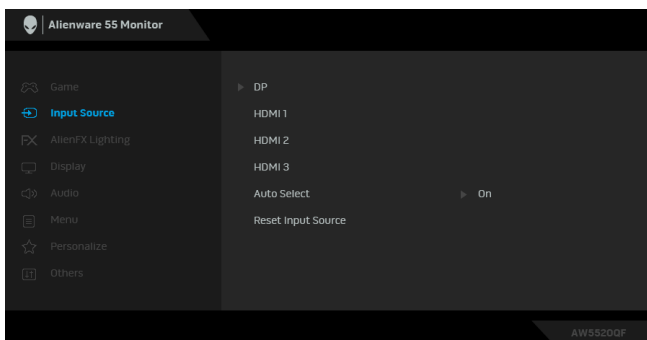 Alienware 55 Monitor
Game
DP
Input Source
HDMI 1
FX AlienFX Lighting
HDMI 2
Display
HDMI 3
Audio
Auto Select On
Menu
Reset Input Source
Personalize
Others
AW5520QF